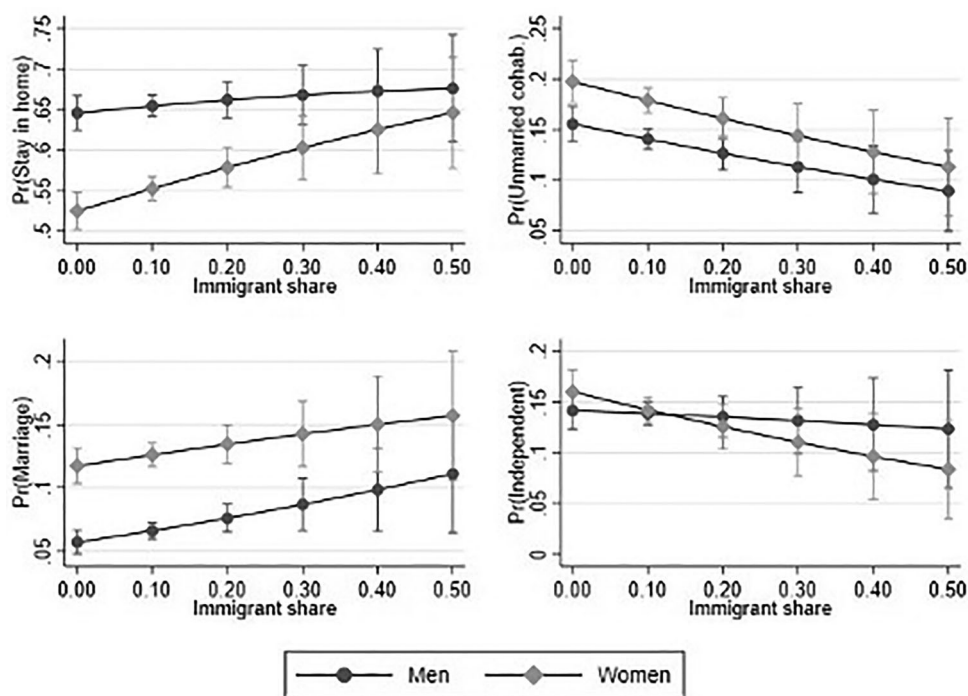 Pr(Stay in home)
.75
.7
.65
.6
.55
.5
0.00 0.10 0.20 0.30 0.40 0.50
Immigrant share
Pr(Unmarried cohab.)
.25
.2
.15
.1
.05
0.00 0.10 0.20 0.30 0.40 0.50
Immigrant share
Pr(Marrriage)
.2
.15
.1
.05
0.00 0.10 0.20 0.30 0.40 0.50
Immigrant share
Pr(Independent)
.2
.15
.1
.05
0
0.00 0.10 0.20 0.30 0.40 0.50
Immigrant share
Men Women